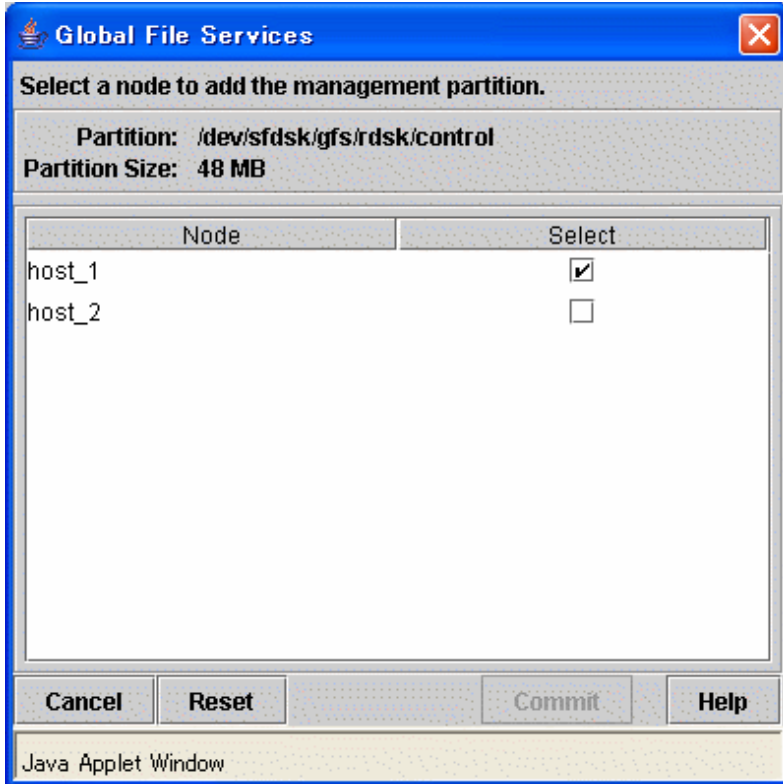 Global File Services
Select a node to add the management partition.
Partition: /dev/sfdsk/gfs/rdsk/control
Partition Size: 48 MB
Node Select
host_1
host_2
Cancel Reset Commit Help
Java Applet Window